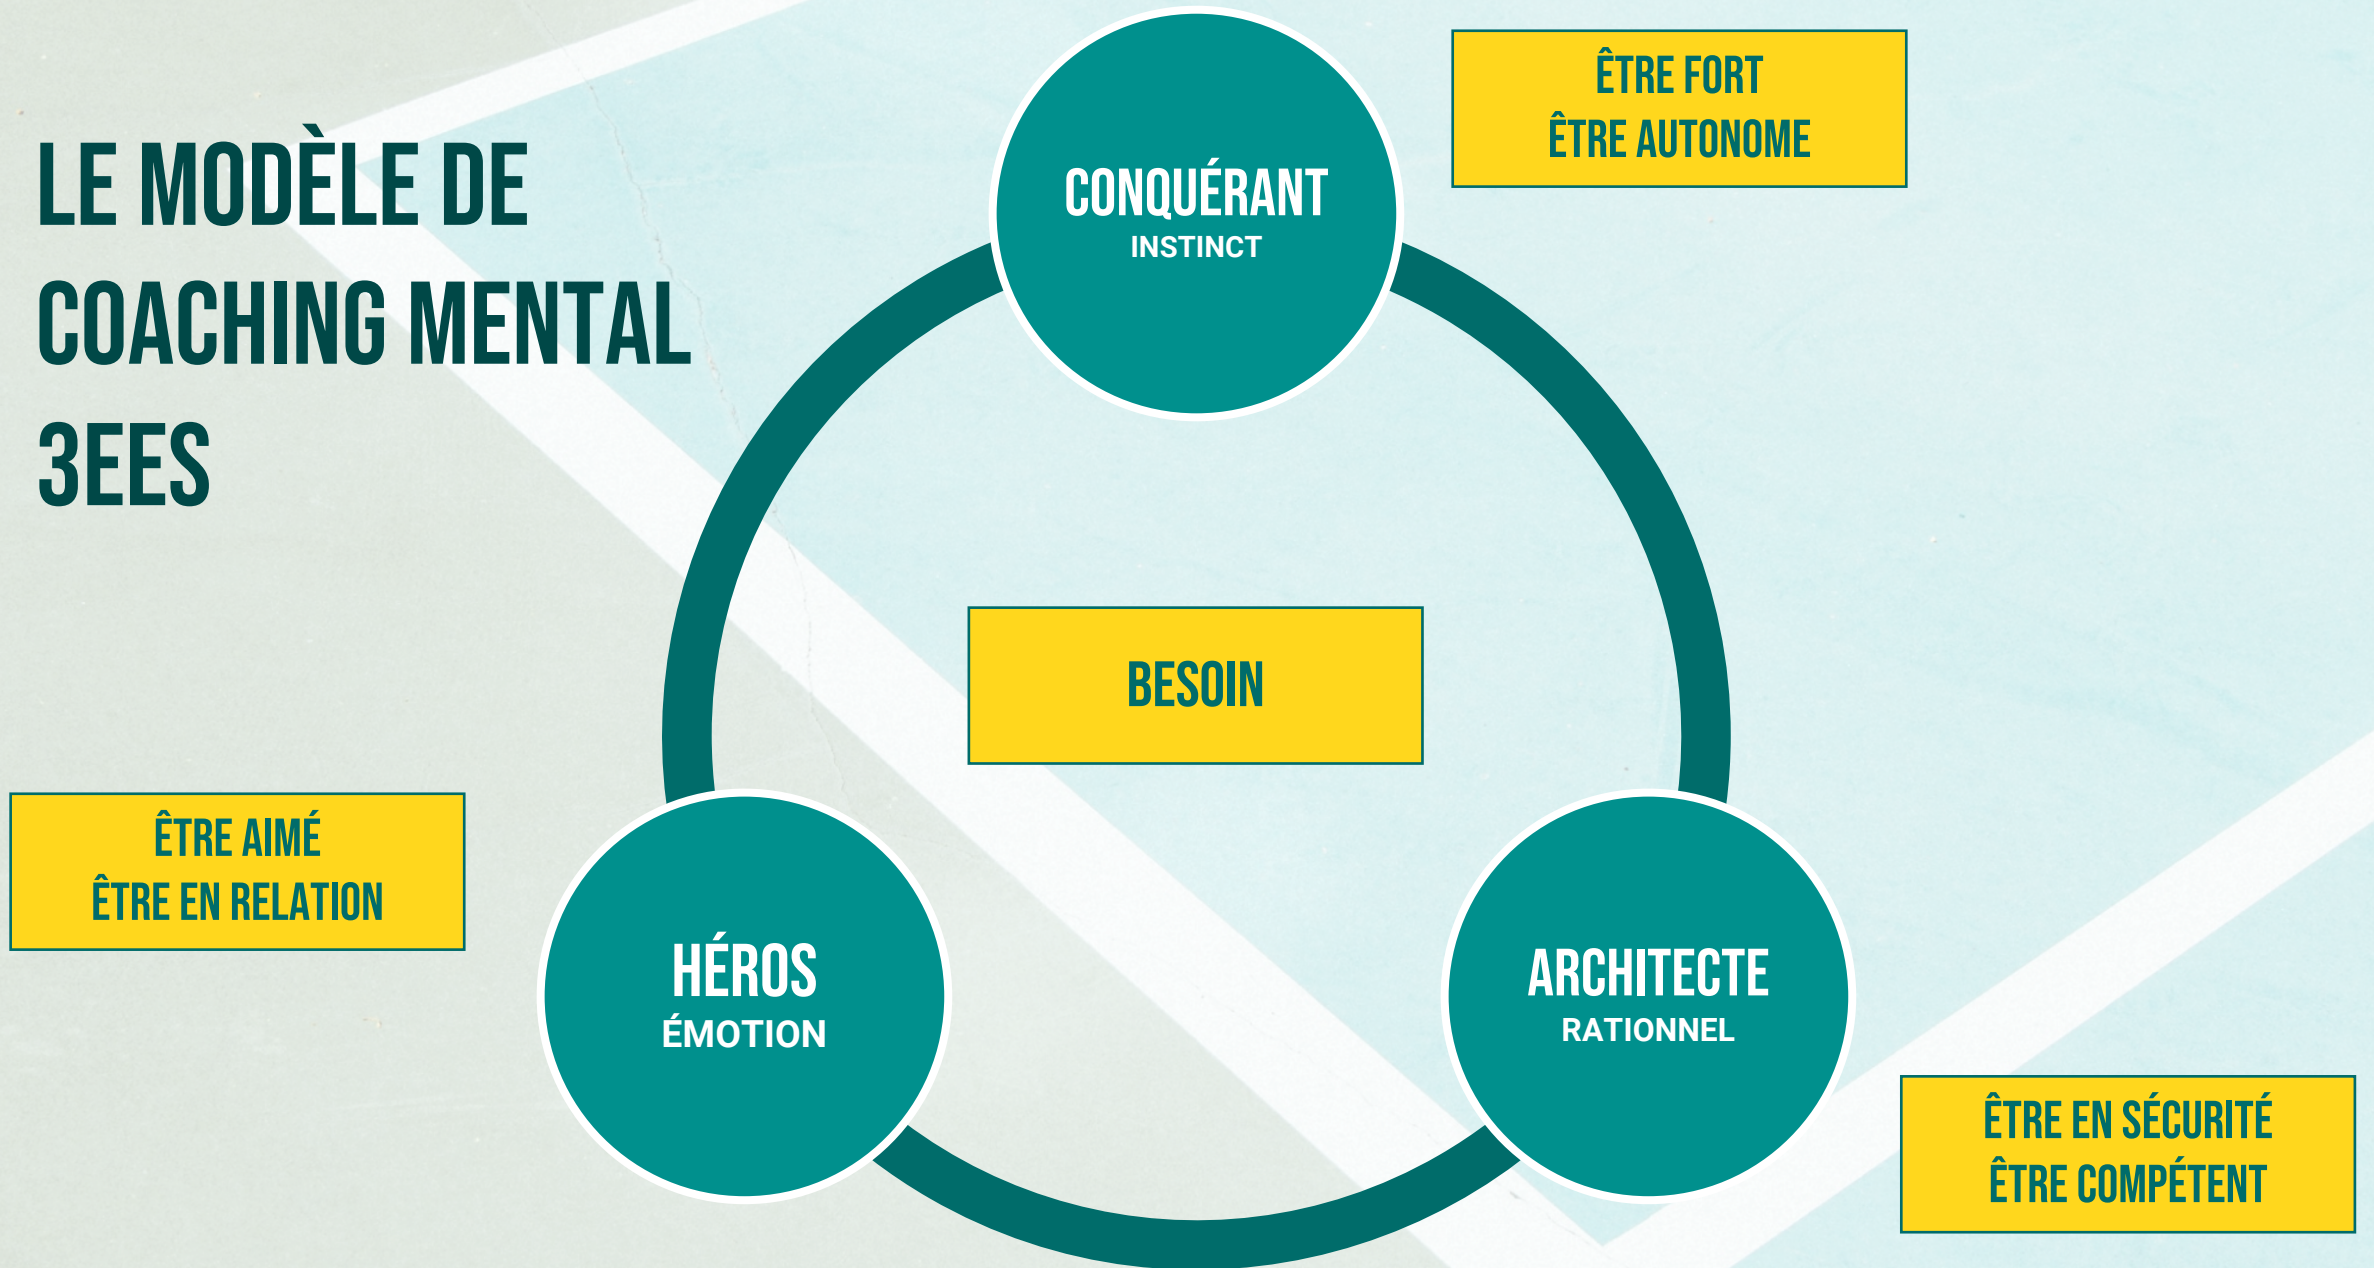 LE MODÈLE DE
COACHING MENTAL
3EES
CONQUÉRANT
INSTINCT
ÊTRE FORT
ÊTRE AUTONOME
BESOIN
ÊTRE AIMÉ
ÊTRE EN RELATION
HÉROS
ÉMOTION
ARCHITECTE
RATIONNEL
ÊTRE EN SÉCURITÉ
ÊTRE COMPÉTENT